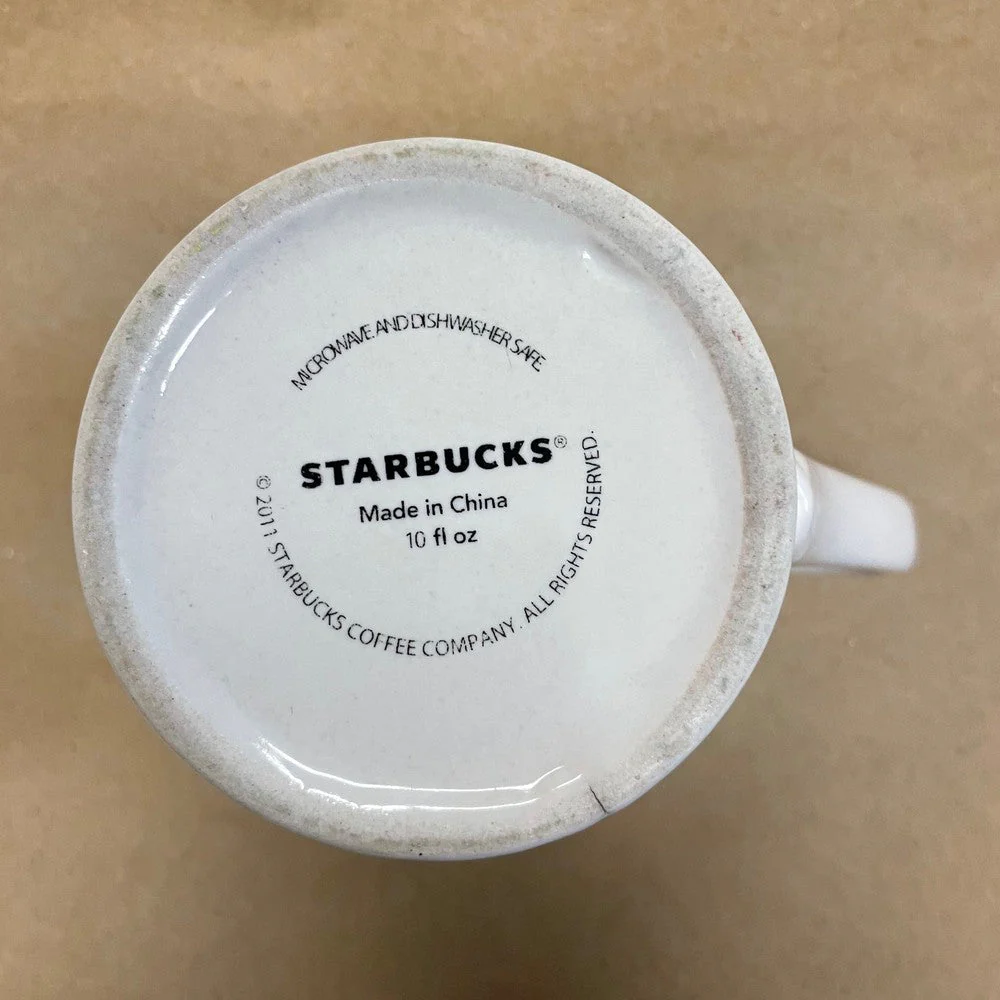 MICROWAVE AND DISHWASHER SAFE
STARBUCKS®
Made in China
10 fl oz
© 2011 STARBUCKS COFFEE COMPANY. ALL RIGHTS RESERVED.